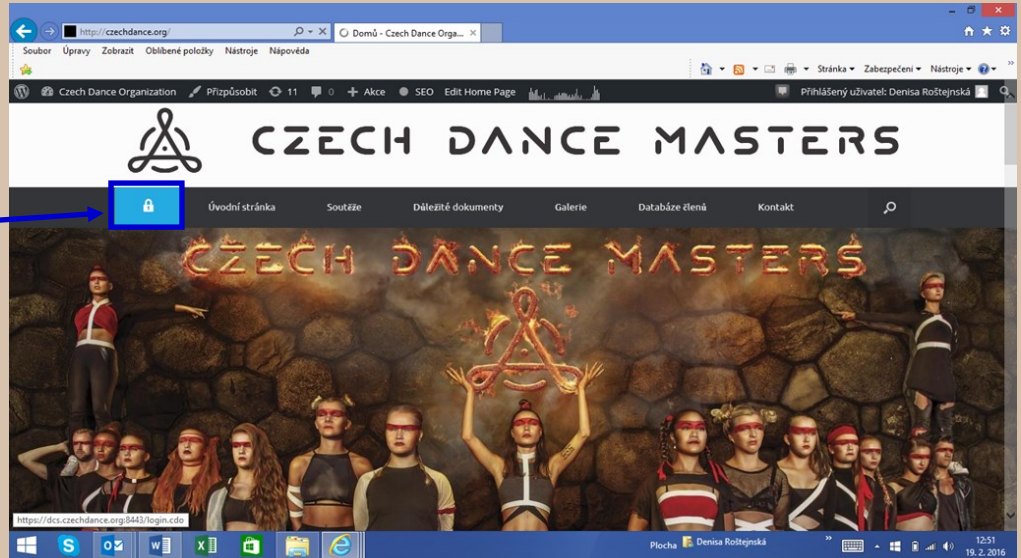 http://czechdance.org/
Domů - Czech Dance Orga...
Soubor Úpravy Zobrazit Oblíbené položky Nástroje Nápověda
Stránka Zabezpečení Nástroje
Czech Dance Organization Přizpůsobit 11 0 + Akce SEO Edit Home Page Přihlášený uživatel: Denisa Roštejnská
CZECH DANCE MASTERS
Úvodní stránka Soutěže Důležité dokumenty Galerie Databáze členů Kontakt
CZECH DANCE MASTERS
https://dcs.czechdance.org:8443/login.cdo
Plocha Denisa Roštejnská
12:51
19. 2. 2016